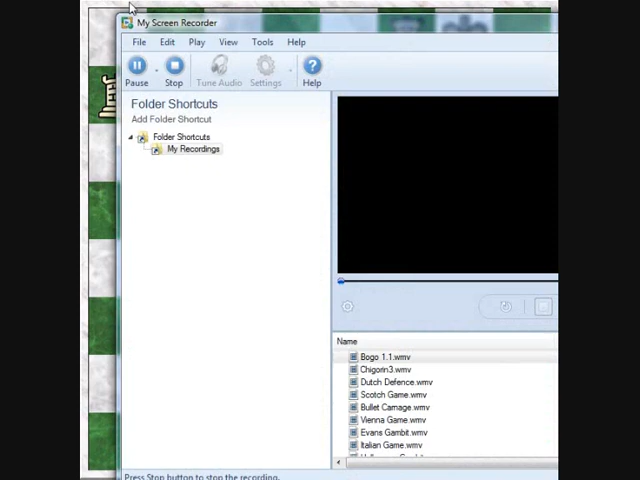 My Screen Recorder
File Edit Play View Tools Help
Pause Stop Tune Audio Settings Help
Folder Shortcuts
Add Folder Shortcut
Folder Shortcuts
My Recordings
Name
Bogo 1.1.wmv
Chigorin3.wmv
Dutch Defence.wmv
Scotch Game.wmv
Bullet Carnage.wmv
Vienna Game.wmv
Evans Gambit.wmv
Italian Game.wmv
Press Stop button to stop the recording.